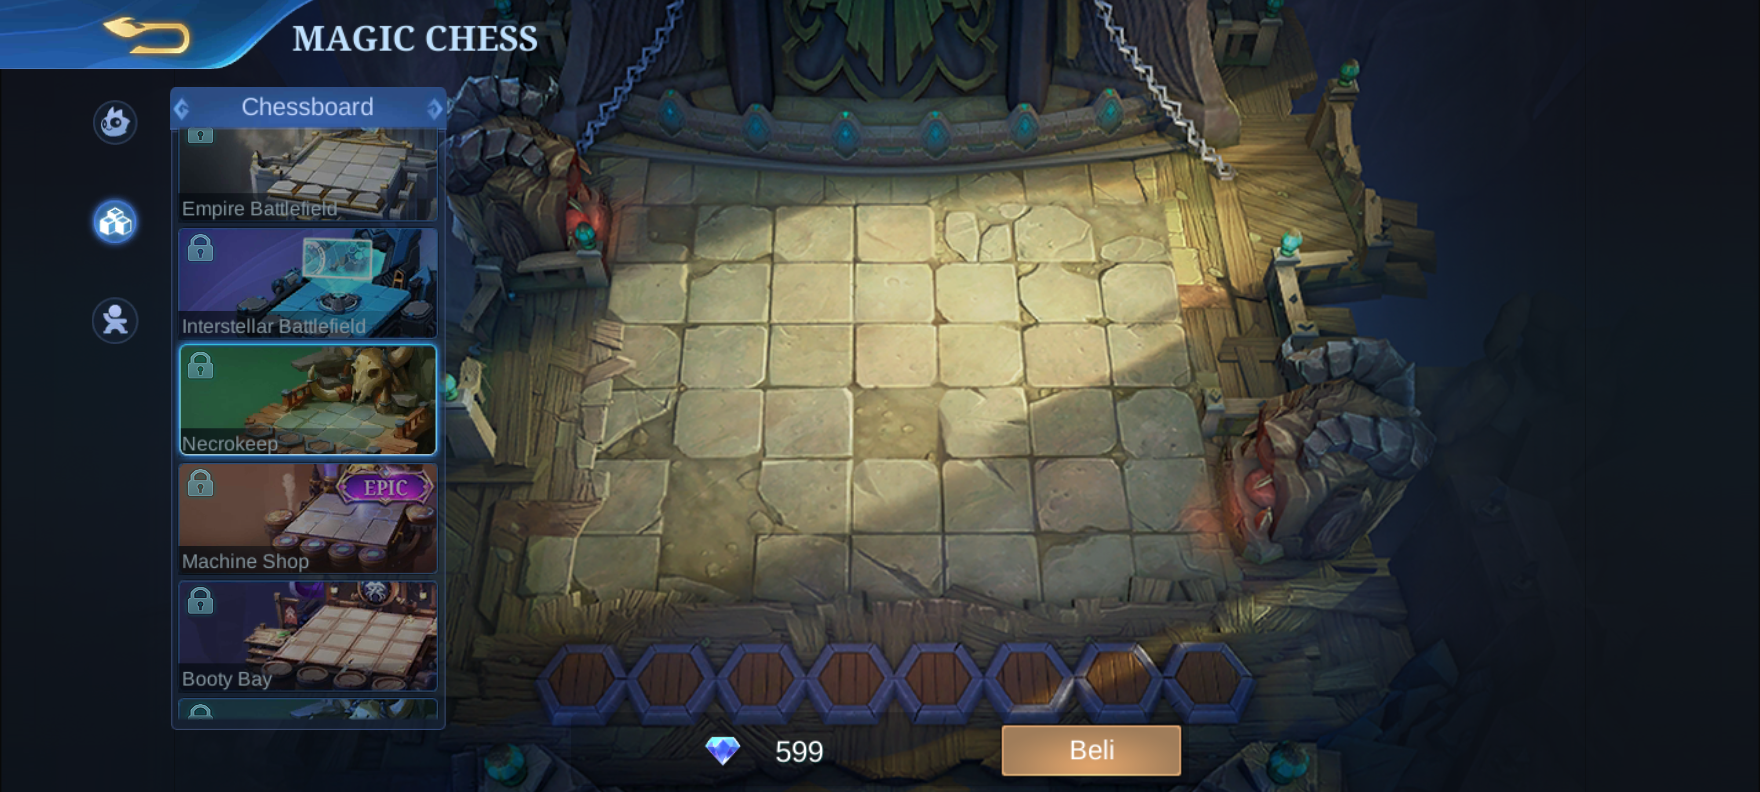 MAGIC CHESS
Chessboard
Empire Battlefield
Interstellar Battlefield
Necrokeep
EPIC
Machine Shop
Booty Bay
599
Beli